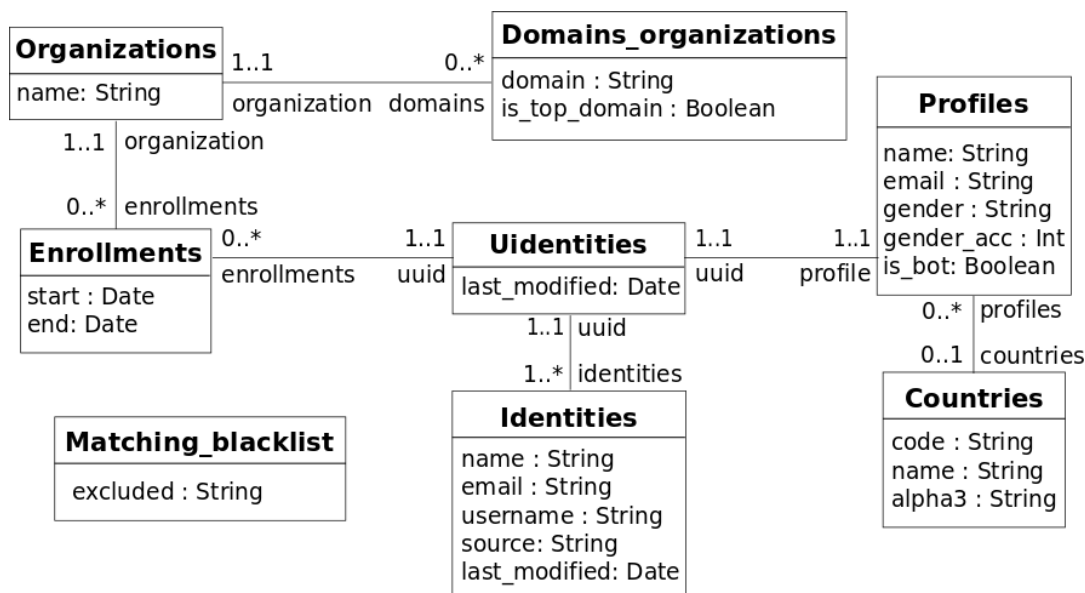 Organizations
name: String
1..1
0..*
organization
domains
Domains_organizations
domain : String
is_top_domain : Boolean
Profiles
name: String
email : String
gender : String
gender_acc : Int
is_bot: Boolean
1..1
organization
0..*
enrollments
Enrollments
start : Date
end: Date
0..*
1..1
enrollments
uuid
Uidentities
last_modified: Date
1..1
1..1
uuid
profile
0..*
profiles
0..1
countries
1..1
uuid
1..*
identities
Matching_blacklist
excluded : String
Identities
name : String
email : String
username : String
source: String
last_modified: Date
Countries
code : String
name : String
alpha3 : String